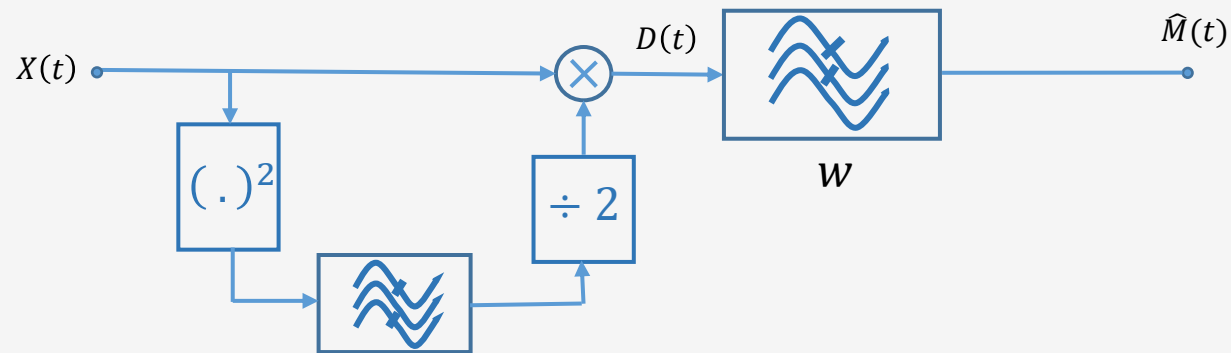 X(t)
D(t)
M̂(t)
( . )²
÷ 2
w